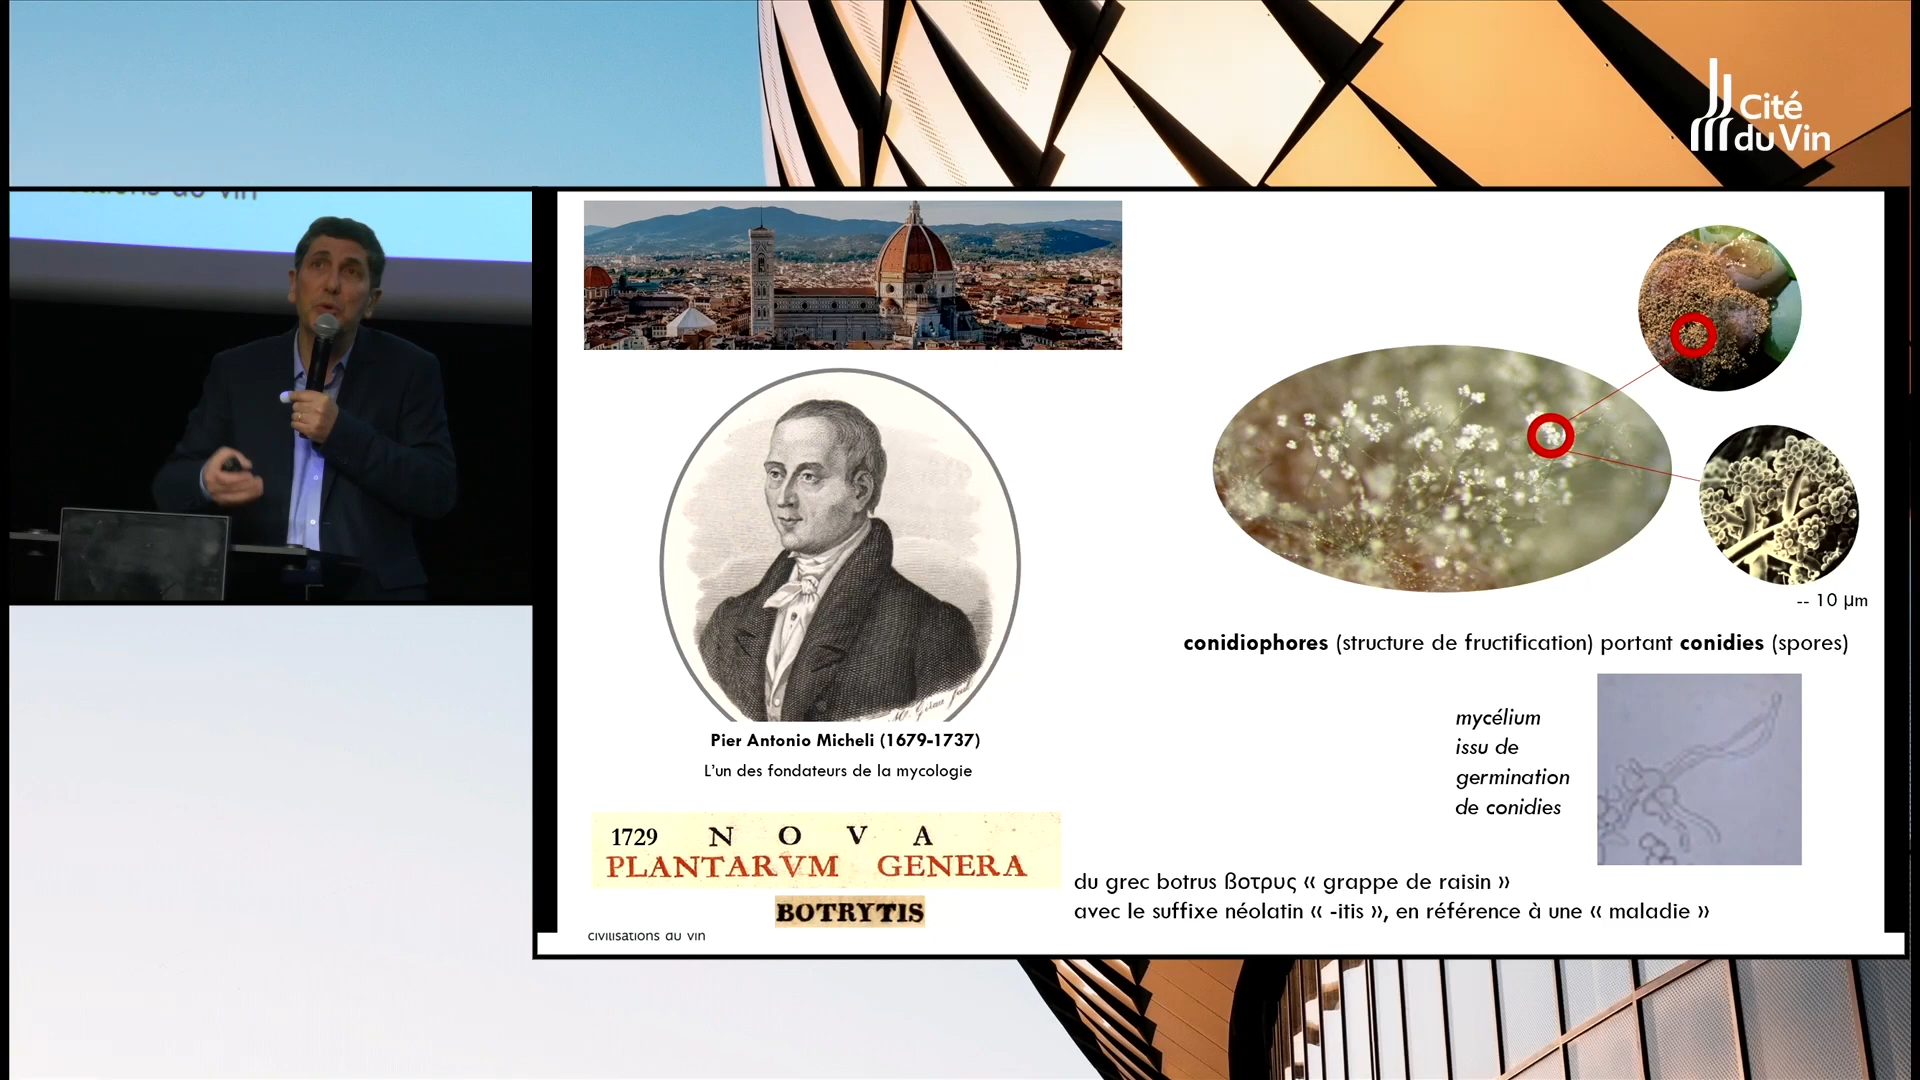 Cité
du Vin
Pier Antonio Micheli (1679-1737)
L’un des fondateurs de la mycologie
1729 N O V A
PLANTARVM GENERA
BOTRYTIS
civilisations du vin
-- 10 µm
conidiophores (structure de fructification) portant conidies (spores)
mycélium
issu de
germination
de conidies
du grec botrus βοτρυς « grappe de raisin »
avec le suffixe néolatin « -itis », en référence à une « maladie »